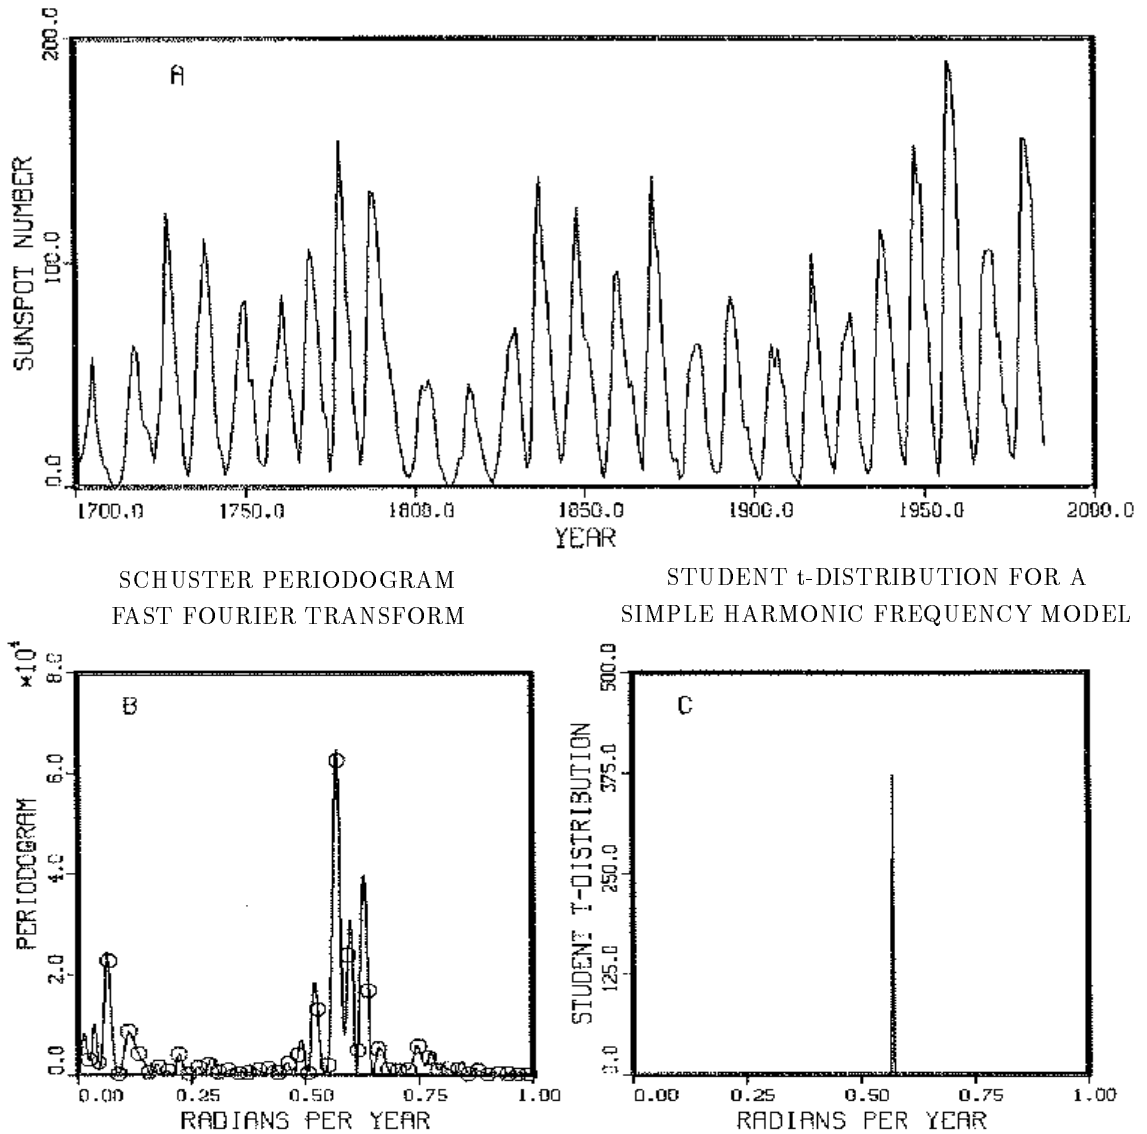 200.0
A
100.0
SUNSPOT NUMBER
0.0
1700.0 1750.0 1800.0 1850.0 1900.0 1950.0 2000.0
YEAR
SCHUSTER PERIODOGRAM
FAST FOURIER TRANSFORM
×10⁴
8.0
B
6.0
4.0
PERIODOGRAM
2.0
0.0
0.00 0.25 0.50 0.75 1.00
RADIANS PER YEAR
STUDENT t-DISTRIBUTION FOR A
SIMPLE HARMONIC FREQUENCY MODEL
500.0
C
375.0
250.0
STUDENT T-DISTRIBUTION
125.0
0.0
0.00 0.25 0.50 0.75 1.00
RADIANS PER YEAR